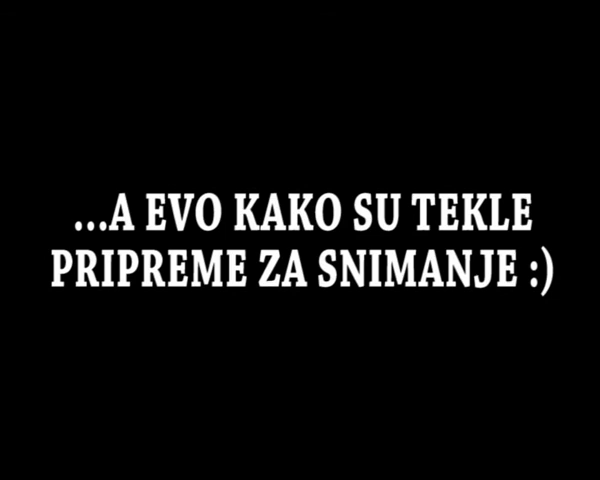 ...A EVO KAKO SU TEKLE
PRIPREME ZA SNIMANJE :)